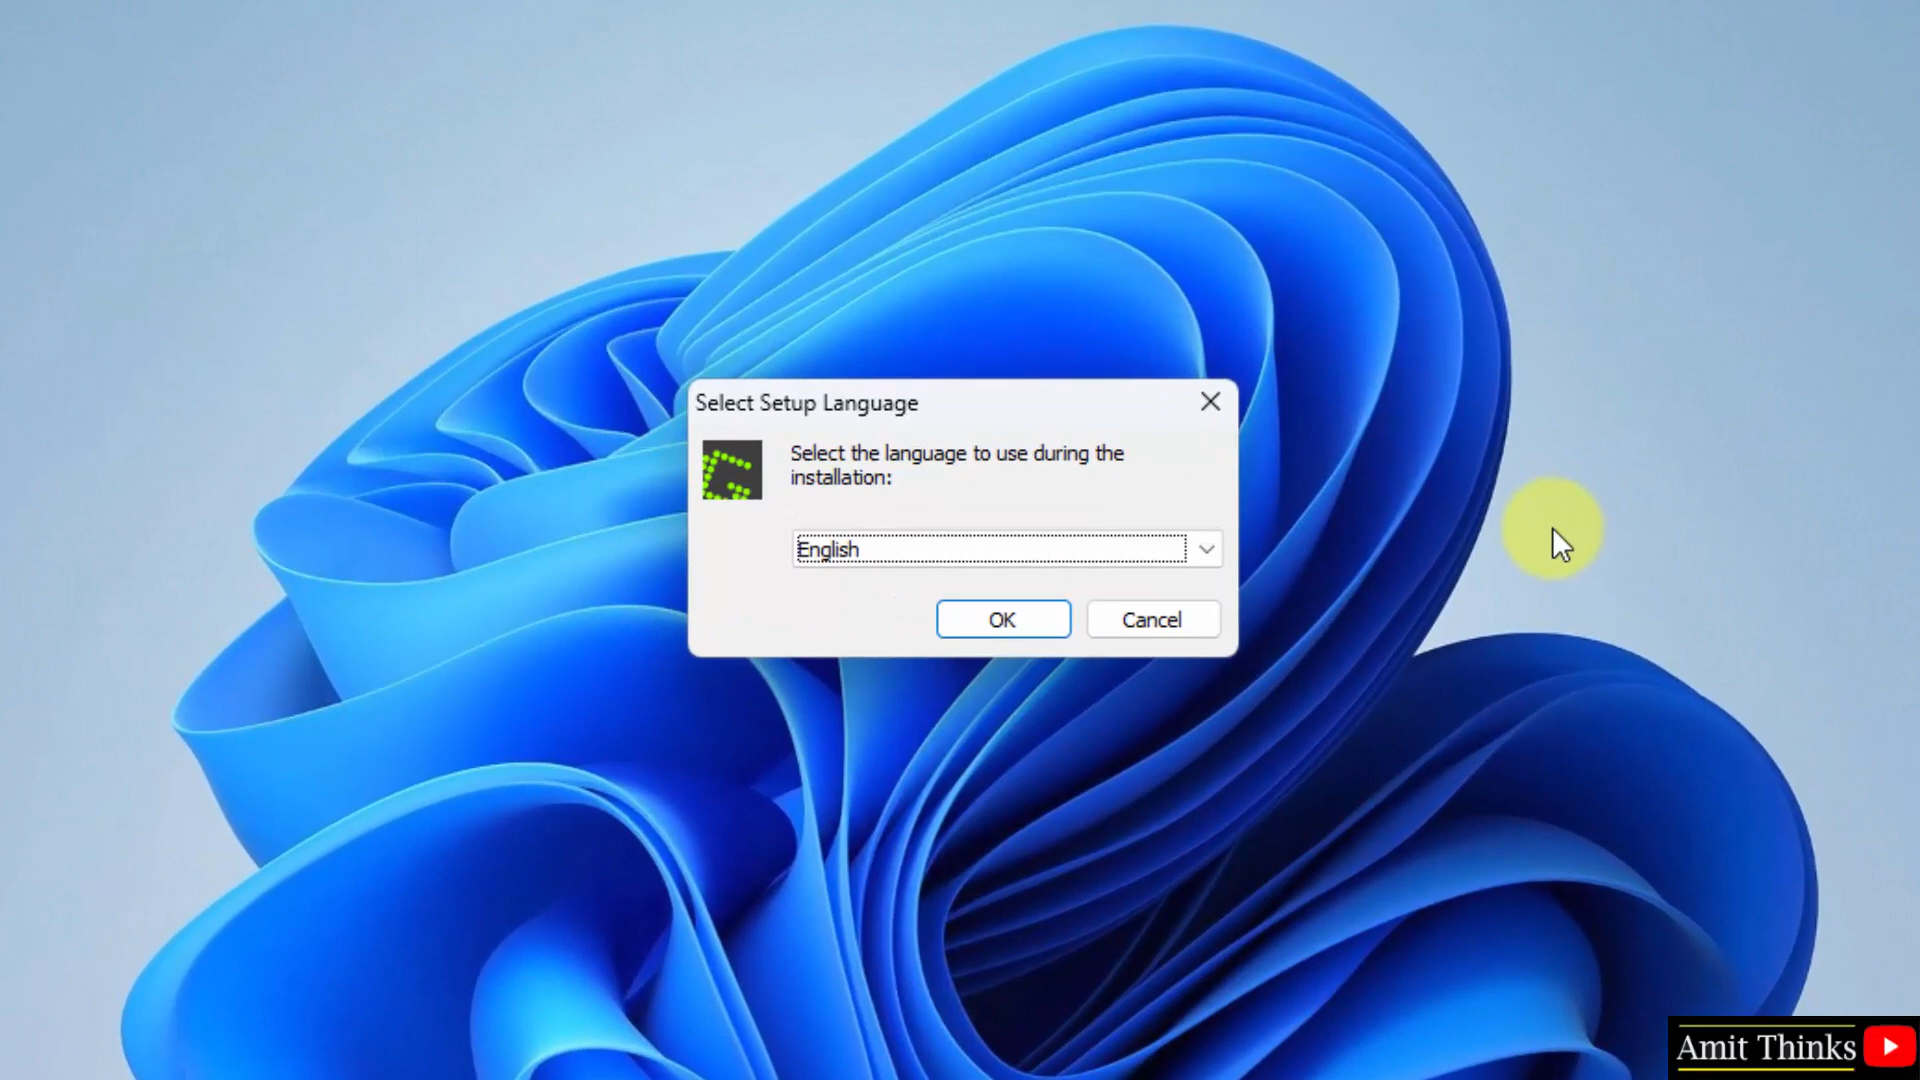 Select Setup Language
Select the language to use during the
installation:
English
OK
Cancel
Amit Thinks